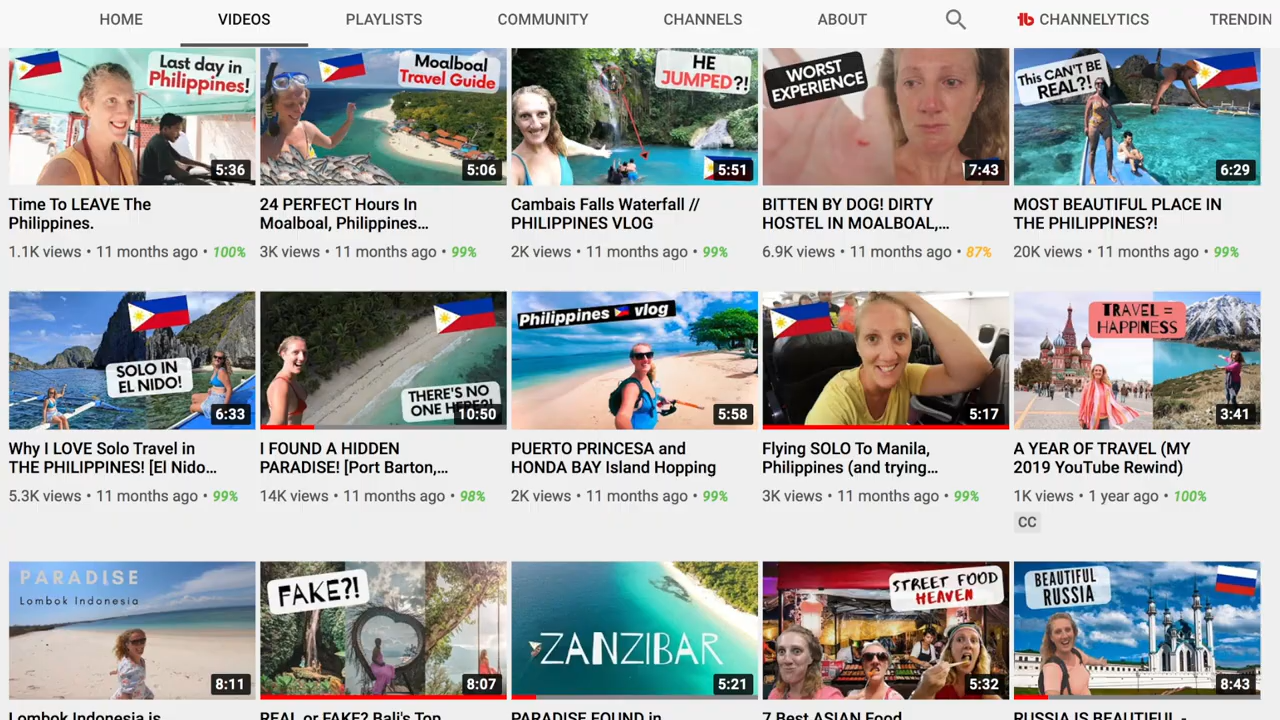 HOME VIDEOS PLAYLISTS COMMUNITY CHANNELS ABOUT CHANNELYTICS TRENDIN
Last day in
Philippines!
5:36
Moalboal
Travel Guide
5:06
HE
JUMPED?!
5:51
WORST
EXPERIENCE
7:43
This CAN'T BE
REAL?!
6:29
Time To LEAVE The
Philippines.
1.1K views • 11 months ago • 100%
24 PERFECT Hours In
Moalboal, Philippines…
3K views • 11 months ago • 99%
Cambais Falls Waterfall //
PHILIPPINES VLOG
2K views • 11 months ago • 99%
BITTEN BY DOG! DIRTY
HOSTEL IN MOALBOAL,…
6.9K views • 11 months ago • 87%
MOST BEAUTIFUL PLACE IN
THE PHILIPPINES?!
20K views • 11 months ago • 99%
SOLO IN
EL NIDO!
6:33
THERE'S NO
ONE HERE?!
10:50
Philippines vlog
5:58
5:17
TRAVEL =
HAPPINESS
3:41
Why I LOVE Solo Travel in
THE PHILIPPINES! [El Nido…
5.3K views • 11 months ago • 99%
I FOUND A HIDDEN
PARADISE! [Port Barton,…
14K views • 11 months ago • 98%
PUERTO PRINCESA and
HONDA BAY Island Hopping
2K views • 11 months ago • 99%
Flying SOLO To Manila,
Philippines (and trying…
3K views • 11 months ago • 99%
A YEAR OF TRAVEL (MY
2019 YouTube Rewind)
1K views • 1 year ago • 100%
CC
PARADISE
Lombok Indonesia
8:11
FAKE?!
8:07
ZANZIBAR
5:21
STREET FOOD
HEAVEN
5:32
BEAUTIFUL
RUSSIA
8:43
Lombok Indonesia is
REAL or FAKE? Bali's Top
PARADISE FOUND in
7 Best ASIAN Food
RUSSIA IS BEAUTIFUL -